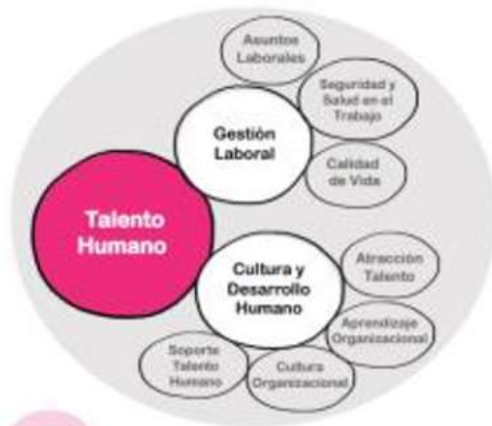 Asuntos
Laborales
Seguridad y
Salud en el
Trabajo
Gestión
Laboral
Calidad
de Vida
Talento
Humano
Cultura y
Desarrollo
Humano
Atracción
Talento
Aprendizaje
Organizacional
Soporte
Talento
Humano
Cultura
Organizacional